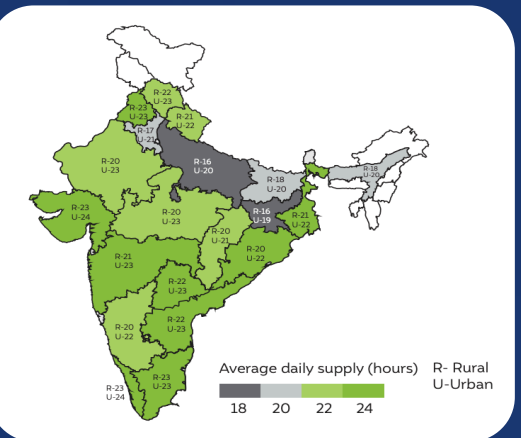 R-22
U-23
R-23
U-23
R-21
U-22
R-17
U-21
R-20
U-23
R-16
U-20
R-18
U-20
R-18
U-20
R-23
U-24
R-20
U-23
R-16
U-19
R-21
U-22
R-20
U-21
R-20
U-22
R-21
U-23
R-22
U-23
R-22
U-23
R-20
U-22
R-23
U-24
R-23
U-23
Average daily supply (hours)
18 20 22 24
R- Rural
U-Urban